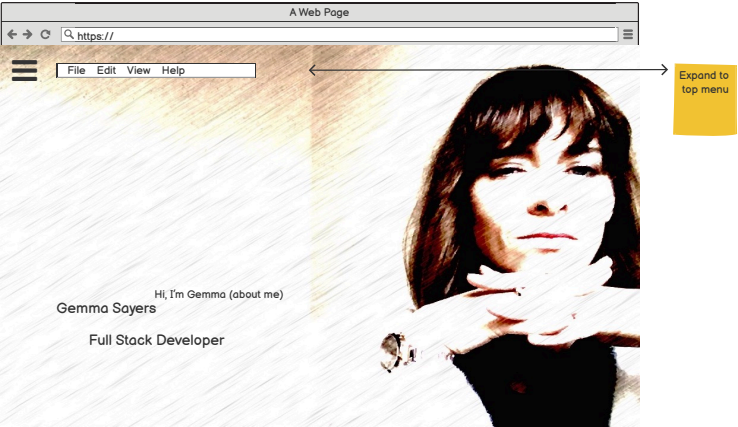 A Web Page
https://
File Edit View Help
Expand to
top menu
Hi, I'm Gemma (about me)
Gemma Sayers
Full Stack Developer